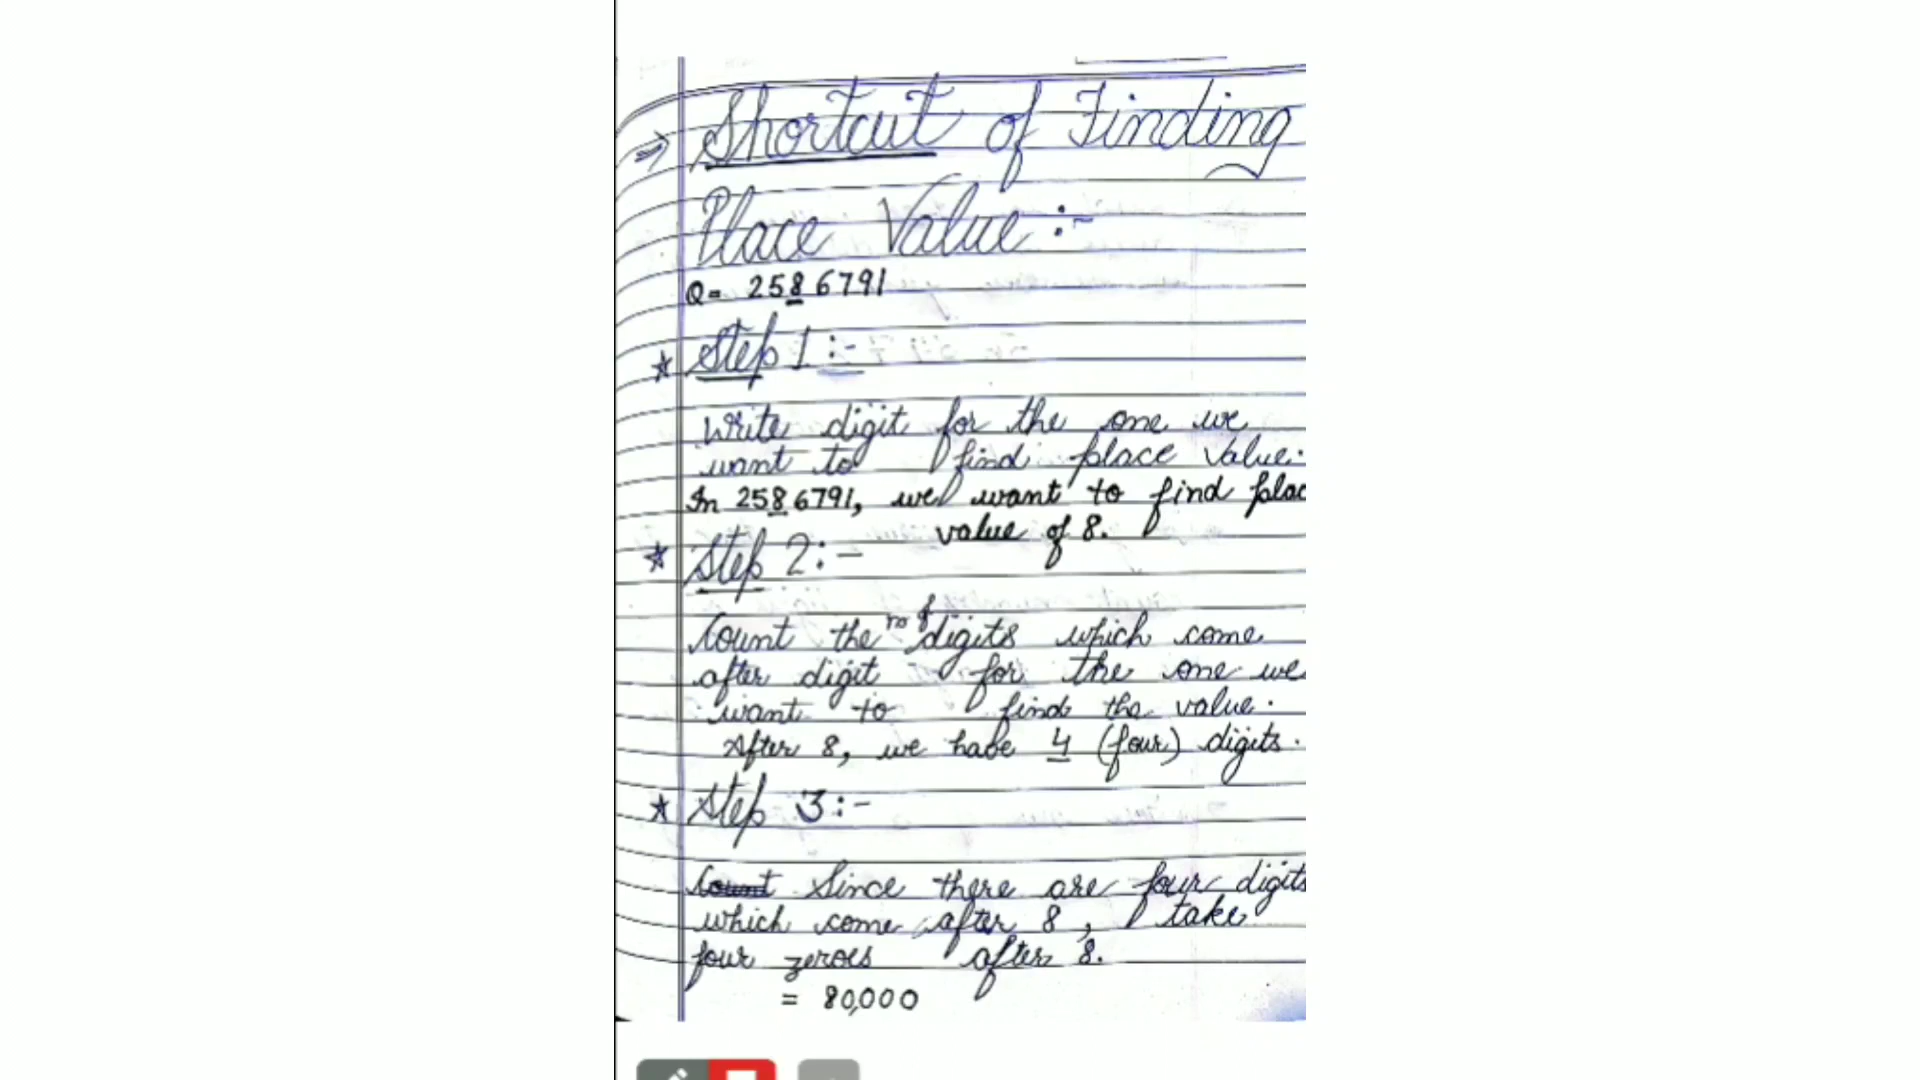 ⇒ Shortcut of Finding
Place Value :-
Q= 2586791
★ Step 1 :-
Write digit for the one we
want to find place value.
In 2586791, we want to find plac
value of 8.
★ Step 2:-
Count the no of digits which come
after digit for the one we
want to find the value.
After 8, we have 4 (four) digits.
★ Step 3:-
Count Since there are four digits
which come after 8, take
four zeroes after 8.
= 80,000